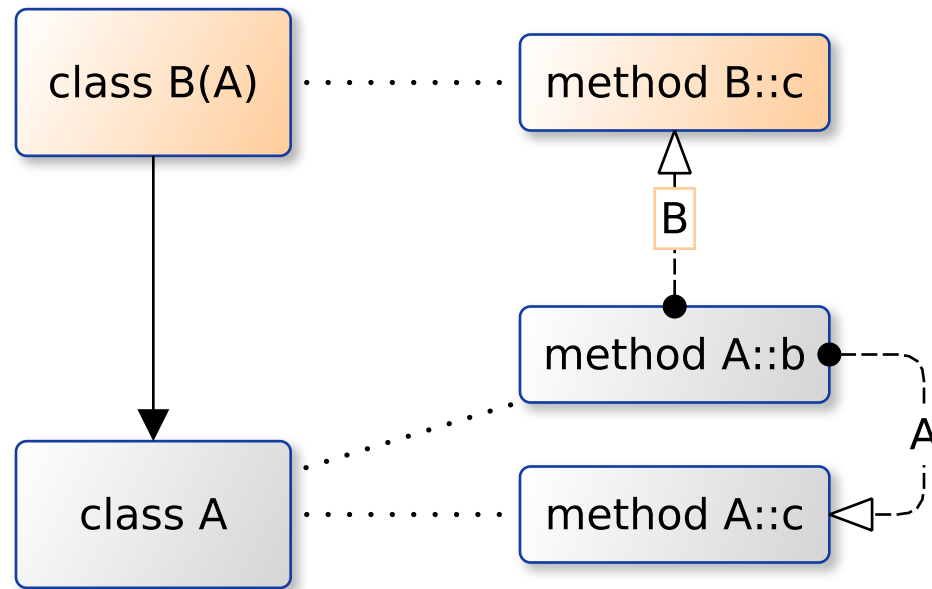 class B(A)
method B::c
B
method A::b
A
class A
method A::c